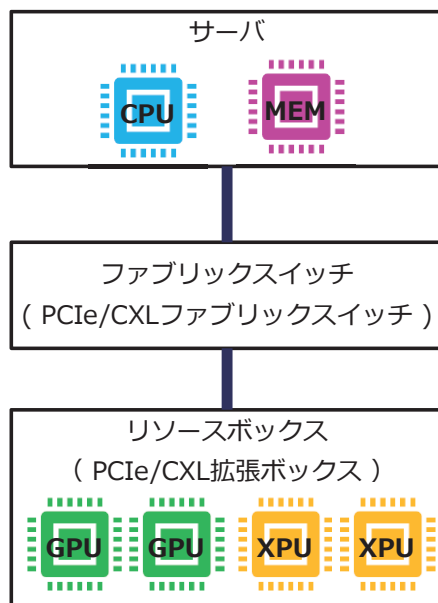 サーバ
CPU MEM
ファブリックスイッチ
( PCIe/CXLファブリックスイッチ )
リソースボックス
( PCIe/CXL拡張ボックス )
GPU GPU XPU XPU